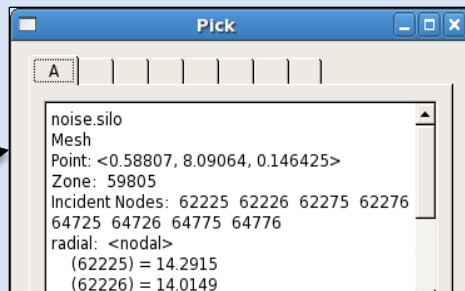 Pick
A
noise.silo
Mesh
Point: <0.58807, 8.09064, 0.146425>
Zone: 59805
Incident Nodes: 62225 62226 62275 62276
64725 64726 64775 64776
radial: <nodal>
(62225) = 14.2915
(62226) = 14.0149